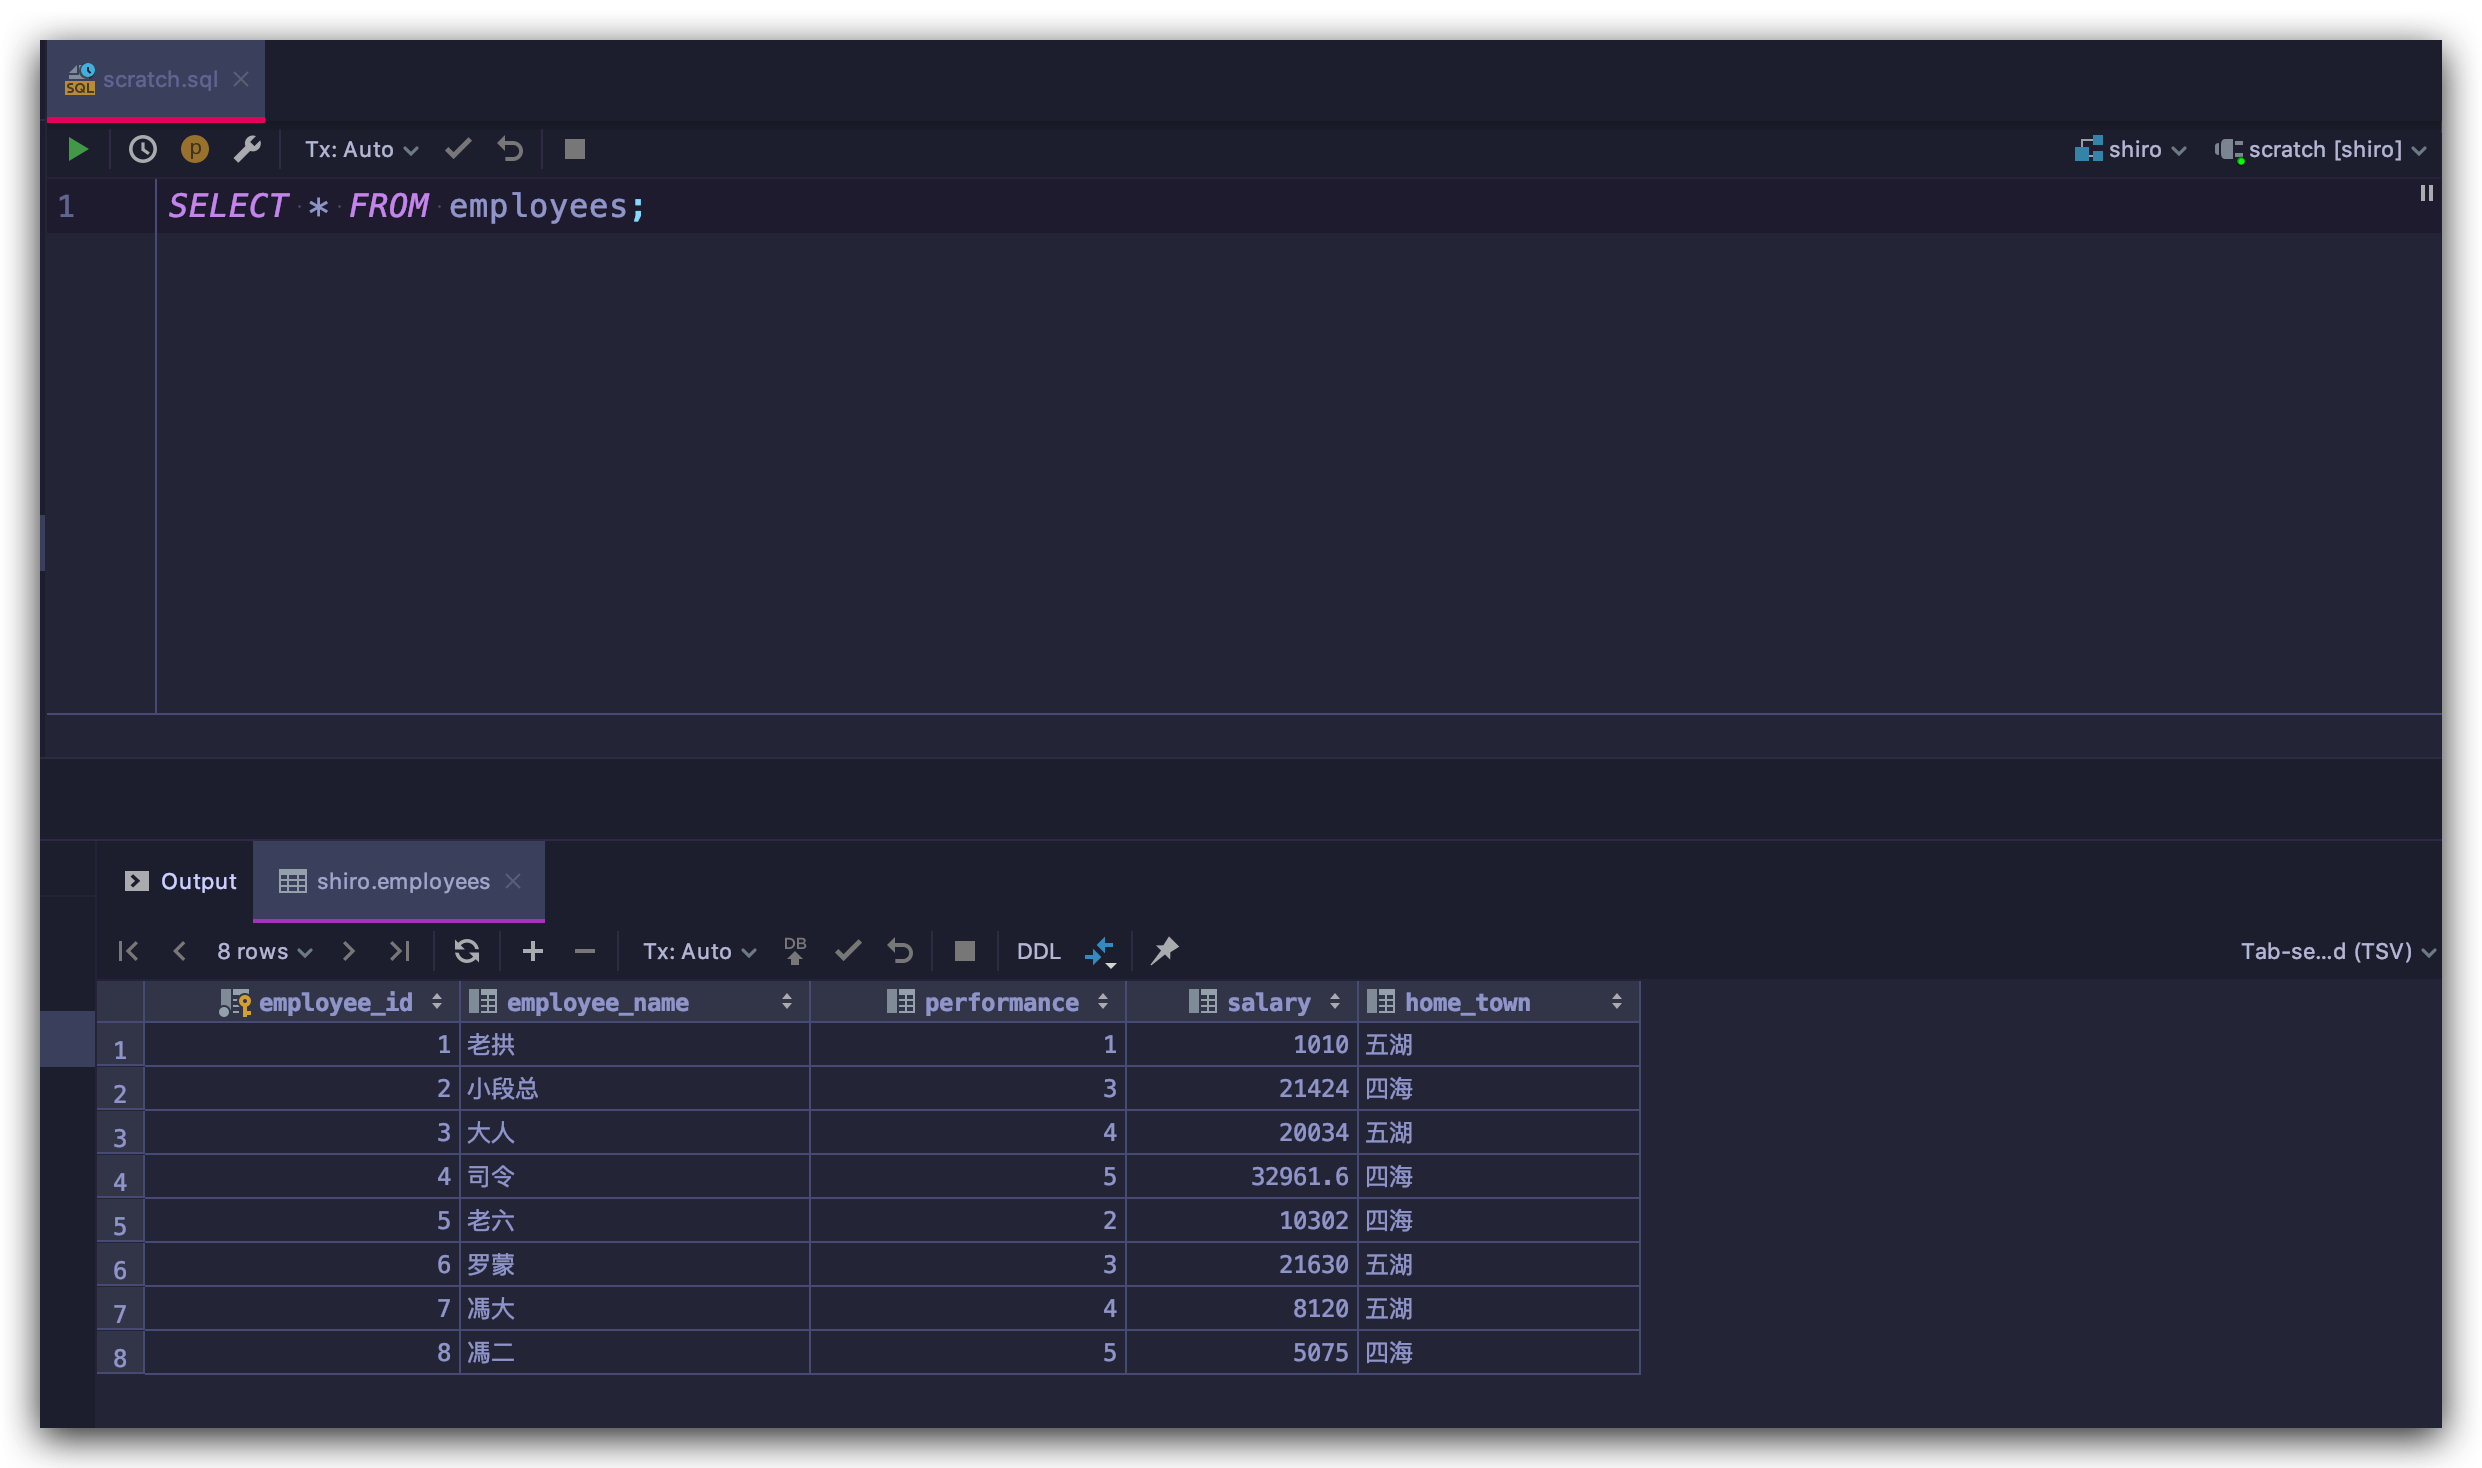 scratch.sql
Tx: Auto
shiro
scratch [shiro]
1 SELECT * FROM employees;
Output
shiro.employees
8 rows
Tx: Auto
DB
DDL
Tab-se...d (TSV)
employee_id employee_name performance salary home_town
1 1 老拱 1 1010 五湖
2 2 小段总 3 21424 四海
3 3 大人 4 20034 五湖
4 4 司令 5 32961.6 四海
5 5 老六 2 10302 四海
6 6 罗蒙 3 21630 五湖
7 7 馮大 4 8120 五湖
8 8 馮二 5 5075 四海